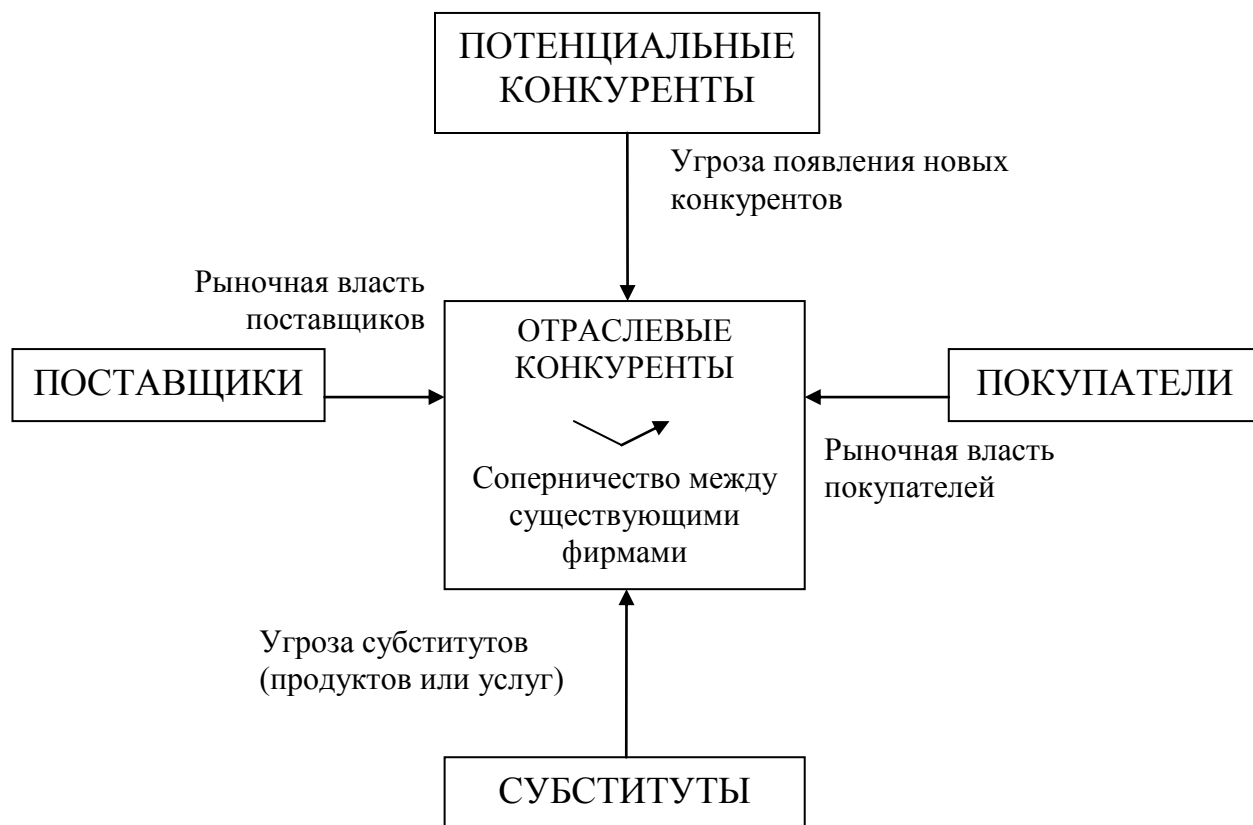 ПОТЕНЦИАЛЬНЫЕ
КОНКУРЕНТЫ
Угроза появления новых
конкурентов
Рыночная власть
поставщиков
ПОСТАВЩИКИ
ОТРАСЛЕВЫЕ
КОНКУРЕНТЫ
Соперничество между
существующими
фирмами
ПОКУПАТЕЛИ
Рыночная власть
покупателей
Угроза субститутов
(продуктов или услуг)
СУБСТИТУТЫ